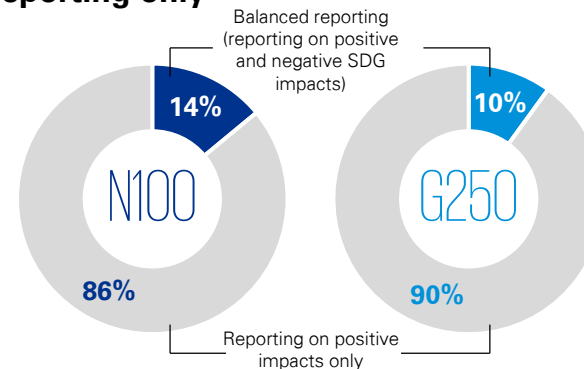 reporting only
Balanced reporting
(reporting on positive
and negative SDG
impacts)
14%
10%
N100
G250
86%
90%
Reporting on positive
impacts only